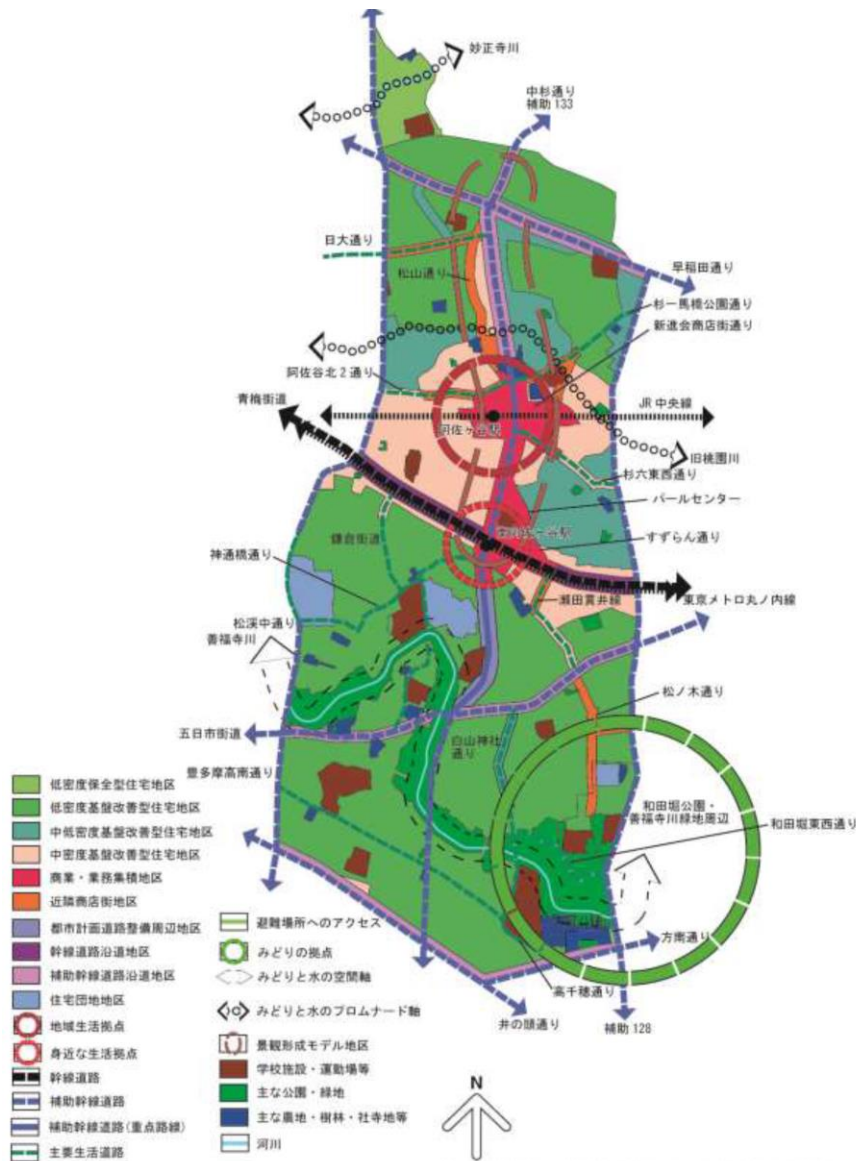 妙正寺川
中杉通り
補助133
日大通り
早稲田通り
松山通り
杉一馬橋公園通り
新進会商店街通り
阿佐谷北2通り
青梅街道
JR中央線
阿佐ヶ谷駅
旧桃園川
杉六東西通り
パールセンター
南阿佐ヶ谷駅
すずらん通り
鎌倉街道
神通橋通り
瀬田貫井線
東京メトロ丸ノ内線
松渓中通り
善福寺川
松ノ木通り
五日市街道
白山神社
通り
豊多摩高南通り
和田堀公園・
善福寺川緑地周辺
和田堀東西通り
方南通り
高千穂通り
井の頭通り
補助128
低密度保全型住宅地区
低密度基盤改善型住宅地区
中低密度基盤改善型住宅地区
中密度基盤改善型住宅地区
商業・業務集積地区
近隣商店街地区
都市計画道路整備周辺地区
幹線道路沿道地区
補助幹線道路沿道地区
住宅団地地区
地域生活拠点
身近な生活拠点
幹線道路
補助幹線道路
補助幹線道路(重点路線)
主要生活道路
避難場所へのアクセス
みどりの拠点
みどりと水の空間軸
みどりと水のプロムナード軸
景観形成モデル地区
学校施設・運動場等
主な公園・緑地
主な農地・樹林・社寺地等
河川
N